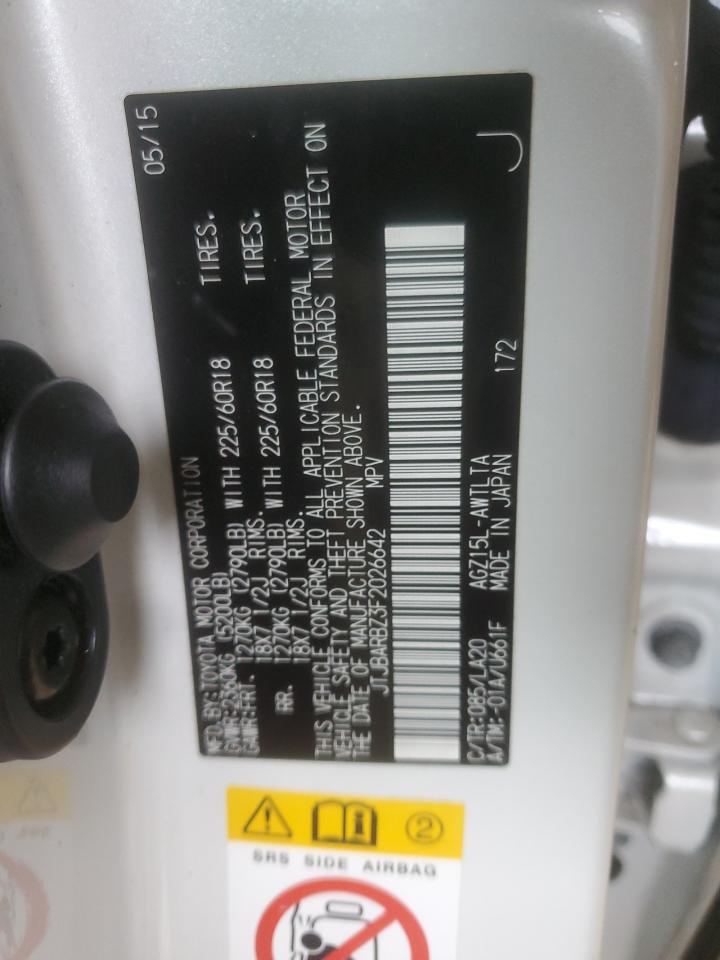 MFD. BY:TOYOTA MOTOR CORPORATION 05/15
GVWR:2360KG (5200LB)
GAWR:FRT. 1270KG (2790LB) WITH 225/60R18 TIRES.
18X7 1/2J RIMS.
RR. 1270KG (2790LB) WITH 225/60R18 TIRES.
18X7 1/2J RIMS.
THIS VEHICLE CONFORMS TO ALL APPLICABLE FEDERAL MOTOR
VEHICLE SAFETY AND THEFT PREVENTION STANDARDS IN EFFECT ON
THE DATE OF MANUFACTURE SHOWN ABOVE.
JTJBARBZ3F2026642 MPV
C/TR:085/LA20 AGZ15L-AWTLTA
A/TM:-01A/U661F MADE IN JAPAN 172
J
2
SRS SIDE AIRBAG